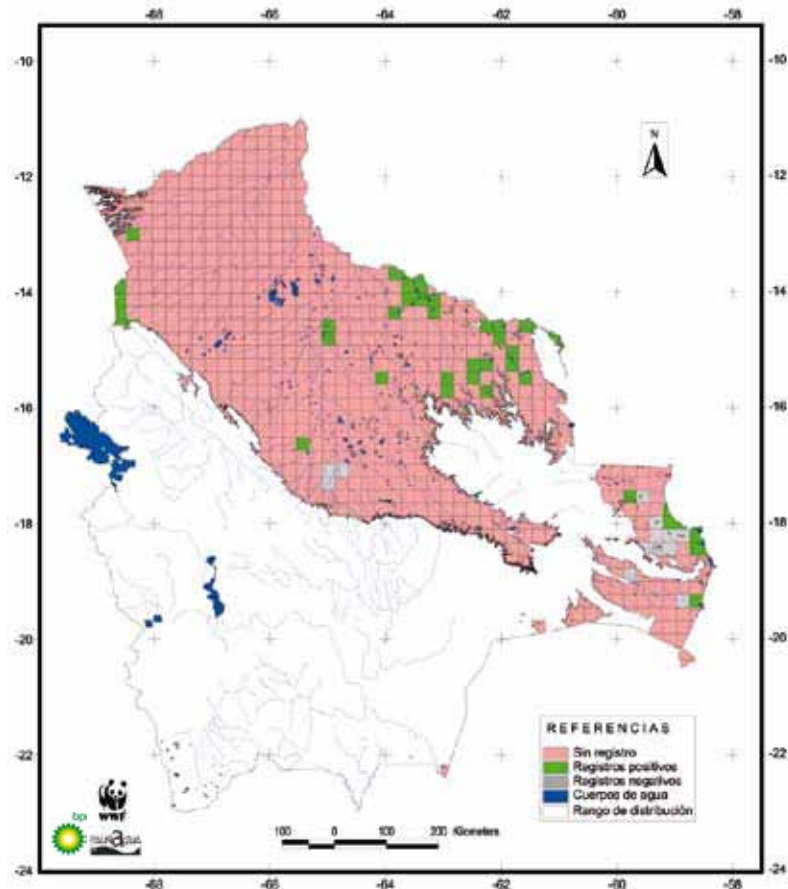 -68 -66 -64 -62 -60 -58
-10 -10
N
-12 -12
-14 -14
-16 -16
-18 -18
-20 -20
REFERENCIAS
Sin registro
Registros positivos
-22 -22
Registros negativos
Cuerpos de agua
Rango de distribución
WWF
bp
100 0 100 200 Kilometers
-24 -24
-68 -66 -64 -62 -60 -58